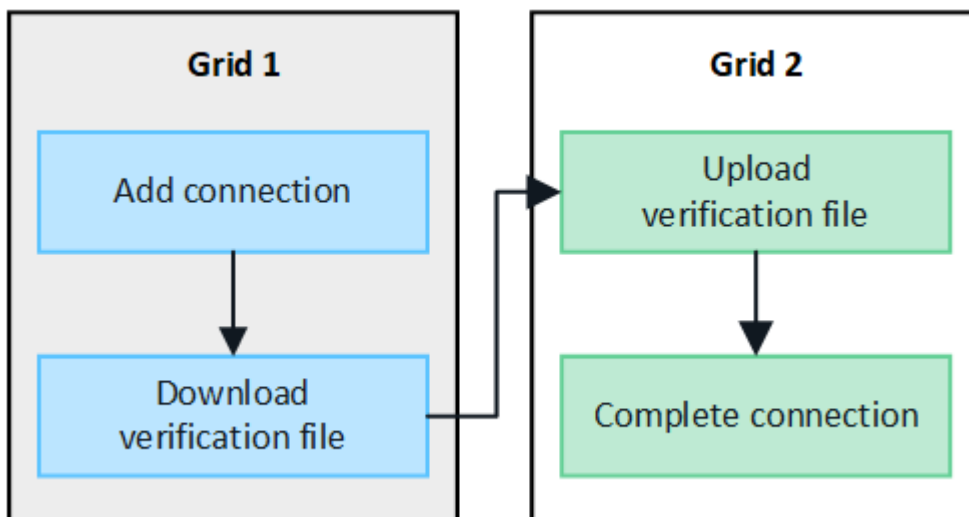 Grid 1
Add connection
Download
verification file
Grid 2
Upload
verification file
Complete connection